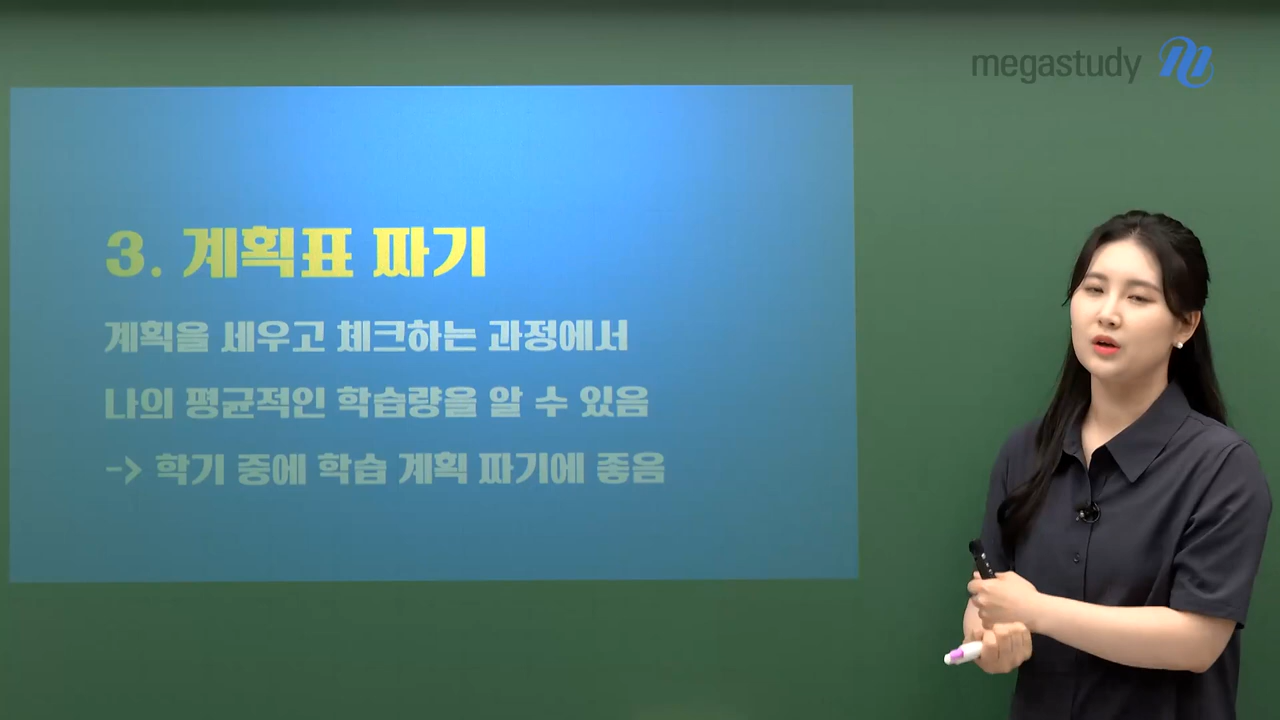 megastudy
3. 계획표 짜기
계획을 세우고 체크하는 과정에서
나의 평균적인 학습량을 알 수 있음
-> 학기 중에 학습 계획 짜기에 좋음